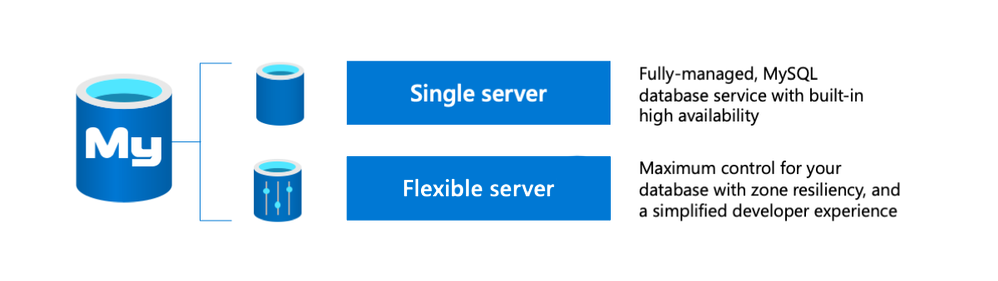 My
Single server
Fully-managed, MySQL
database service with built-in
high availability
Flexible server
Maximum control for your
database with zone resiliency, and
a simplified developer experience